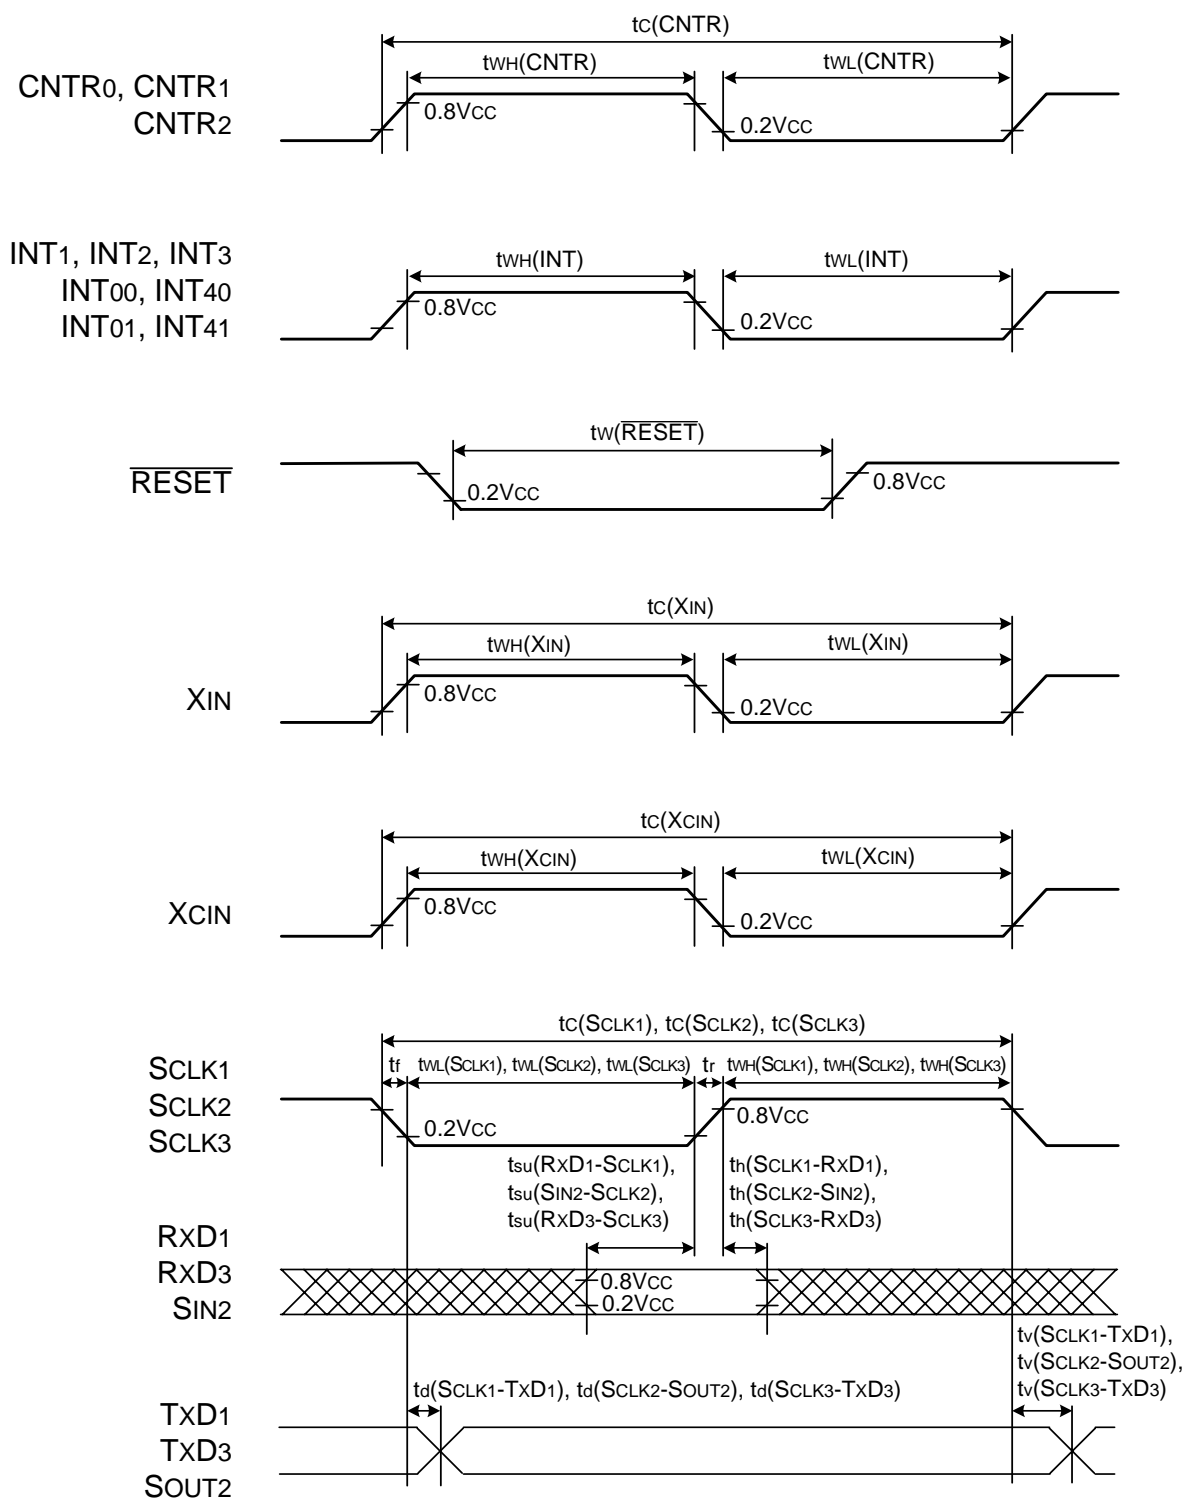 tC(CNTR)
tWH(CNTR)
tWL(CNTR)
CNTR0, CNTR1
CNTR2
0.8VCC
0.2VCC
INT1, INT2, INT3
INT00, INT40
INT01, INT41
tWH(INT)
tWL(INT)
0.8VCC
0.2VCC
tW(RESET)
RESET
0.2VCC
0.8VCC
tC(XIN)
tWH(XIN)
tWL(XIN)
XIN
0.8VCC
0.2VCC
tC(XCIN)
tWH(XCIN)
tWL(XCIN)
XCIN
0.8VCC
0.2VCC
tC(SCLK1), tC(SCLK2), tC(SCLK3)
SCLK1
SCLK2
SCLK3
tf
tWL(SCLK1), tWL(SCLK2), tWL(SCLK3)
tr
tWH(SCLK1), tWH(SCLK2), tWH(SCLK3)
0.2VCC
0.8VCC
tsu(RXD1-SCLK1),
tsu(SIN2-SCLK2),
tsu(RXD3-SCLK3)
th(SCLK1-RXD1),
th(SCLK2-SIN2),
th(SCLK3-RXD3)
RXD1
RXD3
SIN2
0.8VCC
0.2VCC
tv(SCLK1-TXD1),
tv(SCLK2-SOUT2),
tv(SCLK3-TXD3)
td(SCLK1-TXD1), td(SCLK2-SOUT2), td(SCLK3-TXD3)
TXD1
TXD3
SOUT2